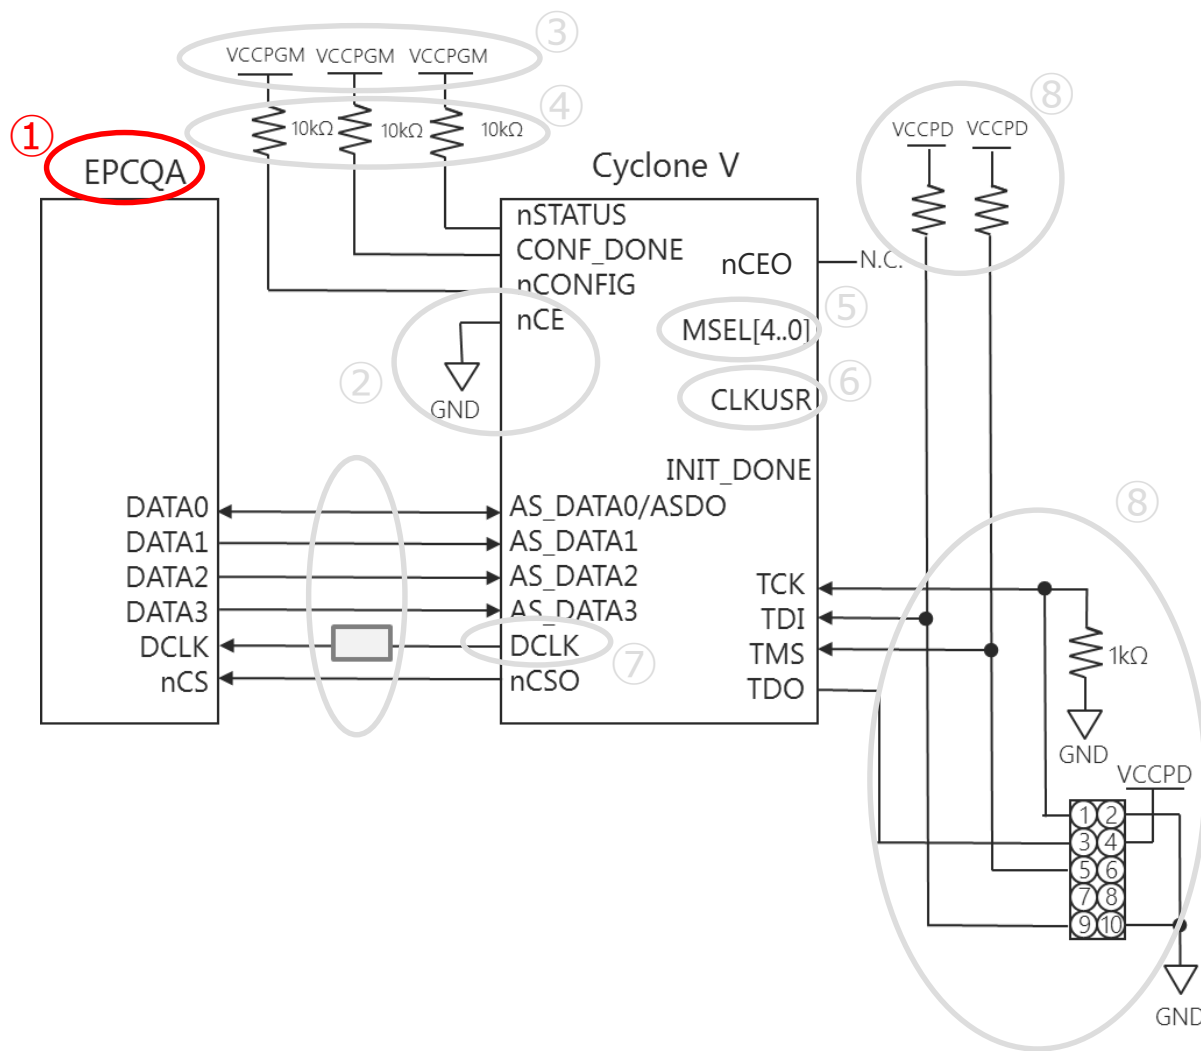 ③
VCCPGM VCCPGM VCCPGM
④
10kΩ 10kΩ 10kΩ
⑧
VCCPD VCCPD
①
EPCQA
Cyclone V
nSTATUS
CONF_DONE
nCONFIG
nCE
nCEO
N.C.
⑤
MSEL[4..0]
②
GND
⑥
CLKUSR
INIT_DONE
DATA0
DATA1
DATA2
DATA3
DCLK
nCS
AS_DATA0/ASDO
AS_DATA1
AS_DATA2
AS_DATA3
DCLK
nCSO
⑦
⑧
TCK
TDI
TMS
TDO
1kΩ
GND
VCCPD
① ②
③ ④
⑤ ⑥
⑦ ⑧
⑨ ⑩
GND